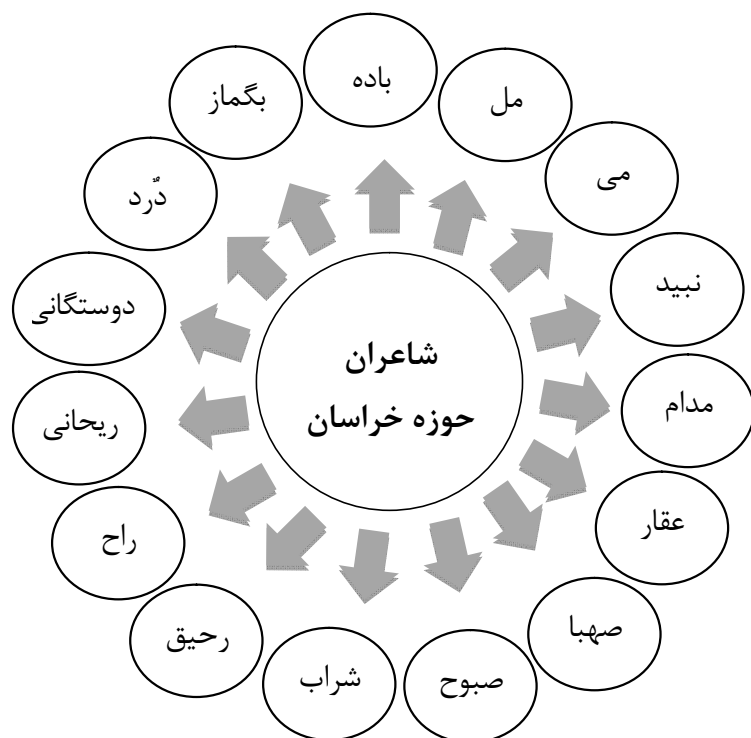 شاعران
حوزه خراسان
باده
مل
می
نبید
مدام
عقار
صهبا
صبوح
شراب
رحیق
راح
ریحانی
دوستگانی
دٌرد
بگماز